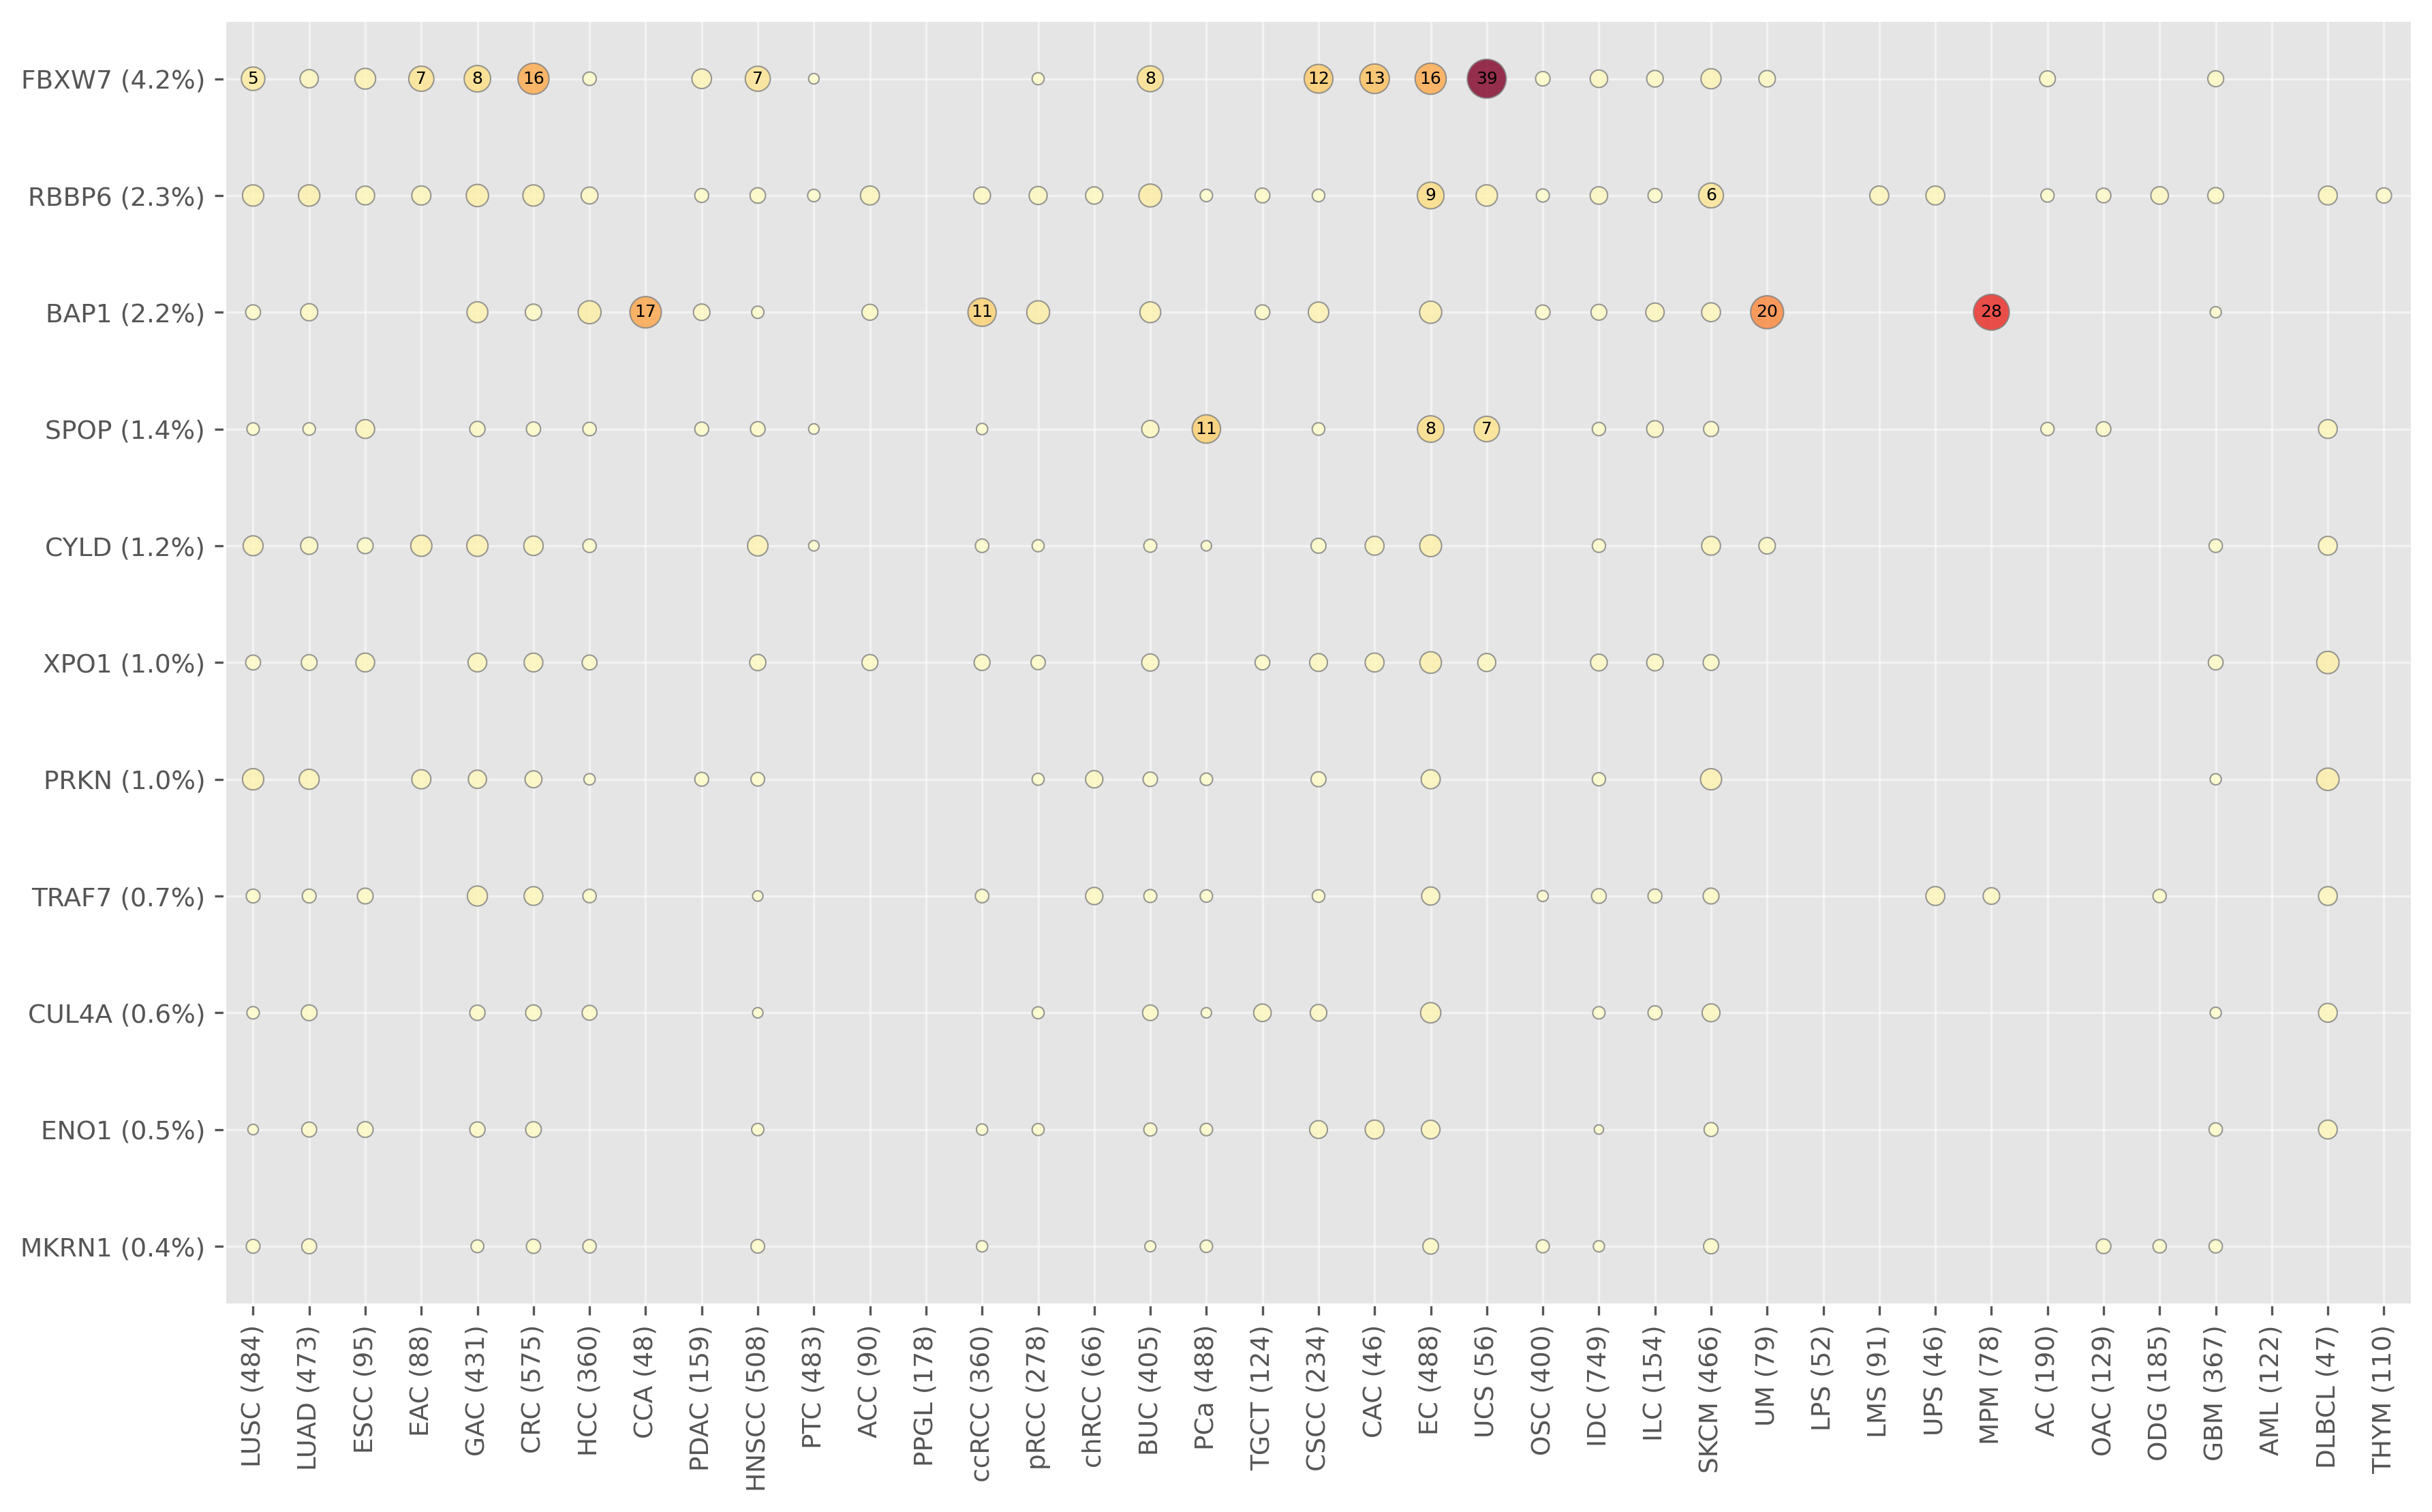 FBXW7 (4.2%) 5 7 8 16 7 8 12 13 16 39
RBBP6 (2.3%) 9 6
BAP1 (2.2%) 17 11 20 28
SPOP (1.4%) 11 8 7
CYLD (1.2%)
XPO1 (1.0%)
PRKN (1.0%)
TRAF7 (0.7%)
CUL4A (0.6%)
ENO1 (0.5%)
MKRN1 (0.4%)
LUSC (484)
LUAD (473)
ESCC (95)
EAC (88)
GAC (431)
CRC (575)
HCC (360)
CCA (48)
PDAC (159)
HNSCC (508)
PTC (483)
ACC (90)
PPGL (178)
ccRCC (360)
pRCC (278)
chRCC (66)
BUC (405)
PCa (488)
TGCT (124)
CSCC (234)
CAC (46)
EC (488)
UCS (56)
OSC (400)
IDC (749)
ILC (154)
SKCM (466)
UM (79)
LPS (52)
LMS (91)
UPS (46)
MPM (78)
AC (190)
OAC (129)
ODG (185)
GBM (367)
AML (122)
DLBCL (47)
THYM (110)